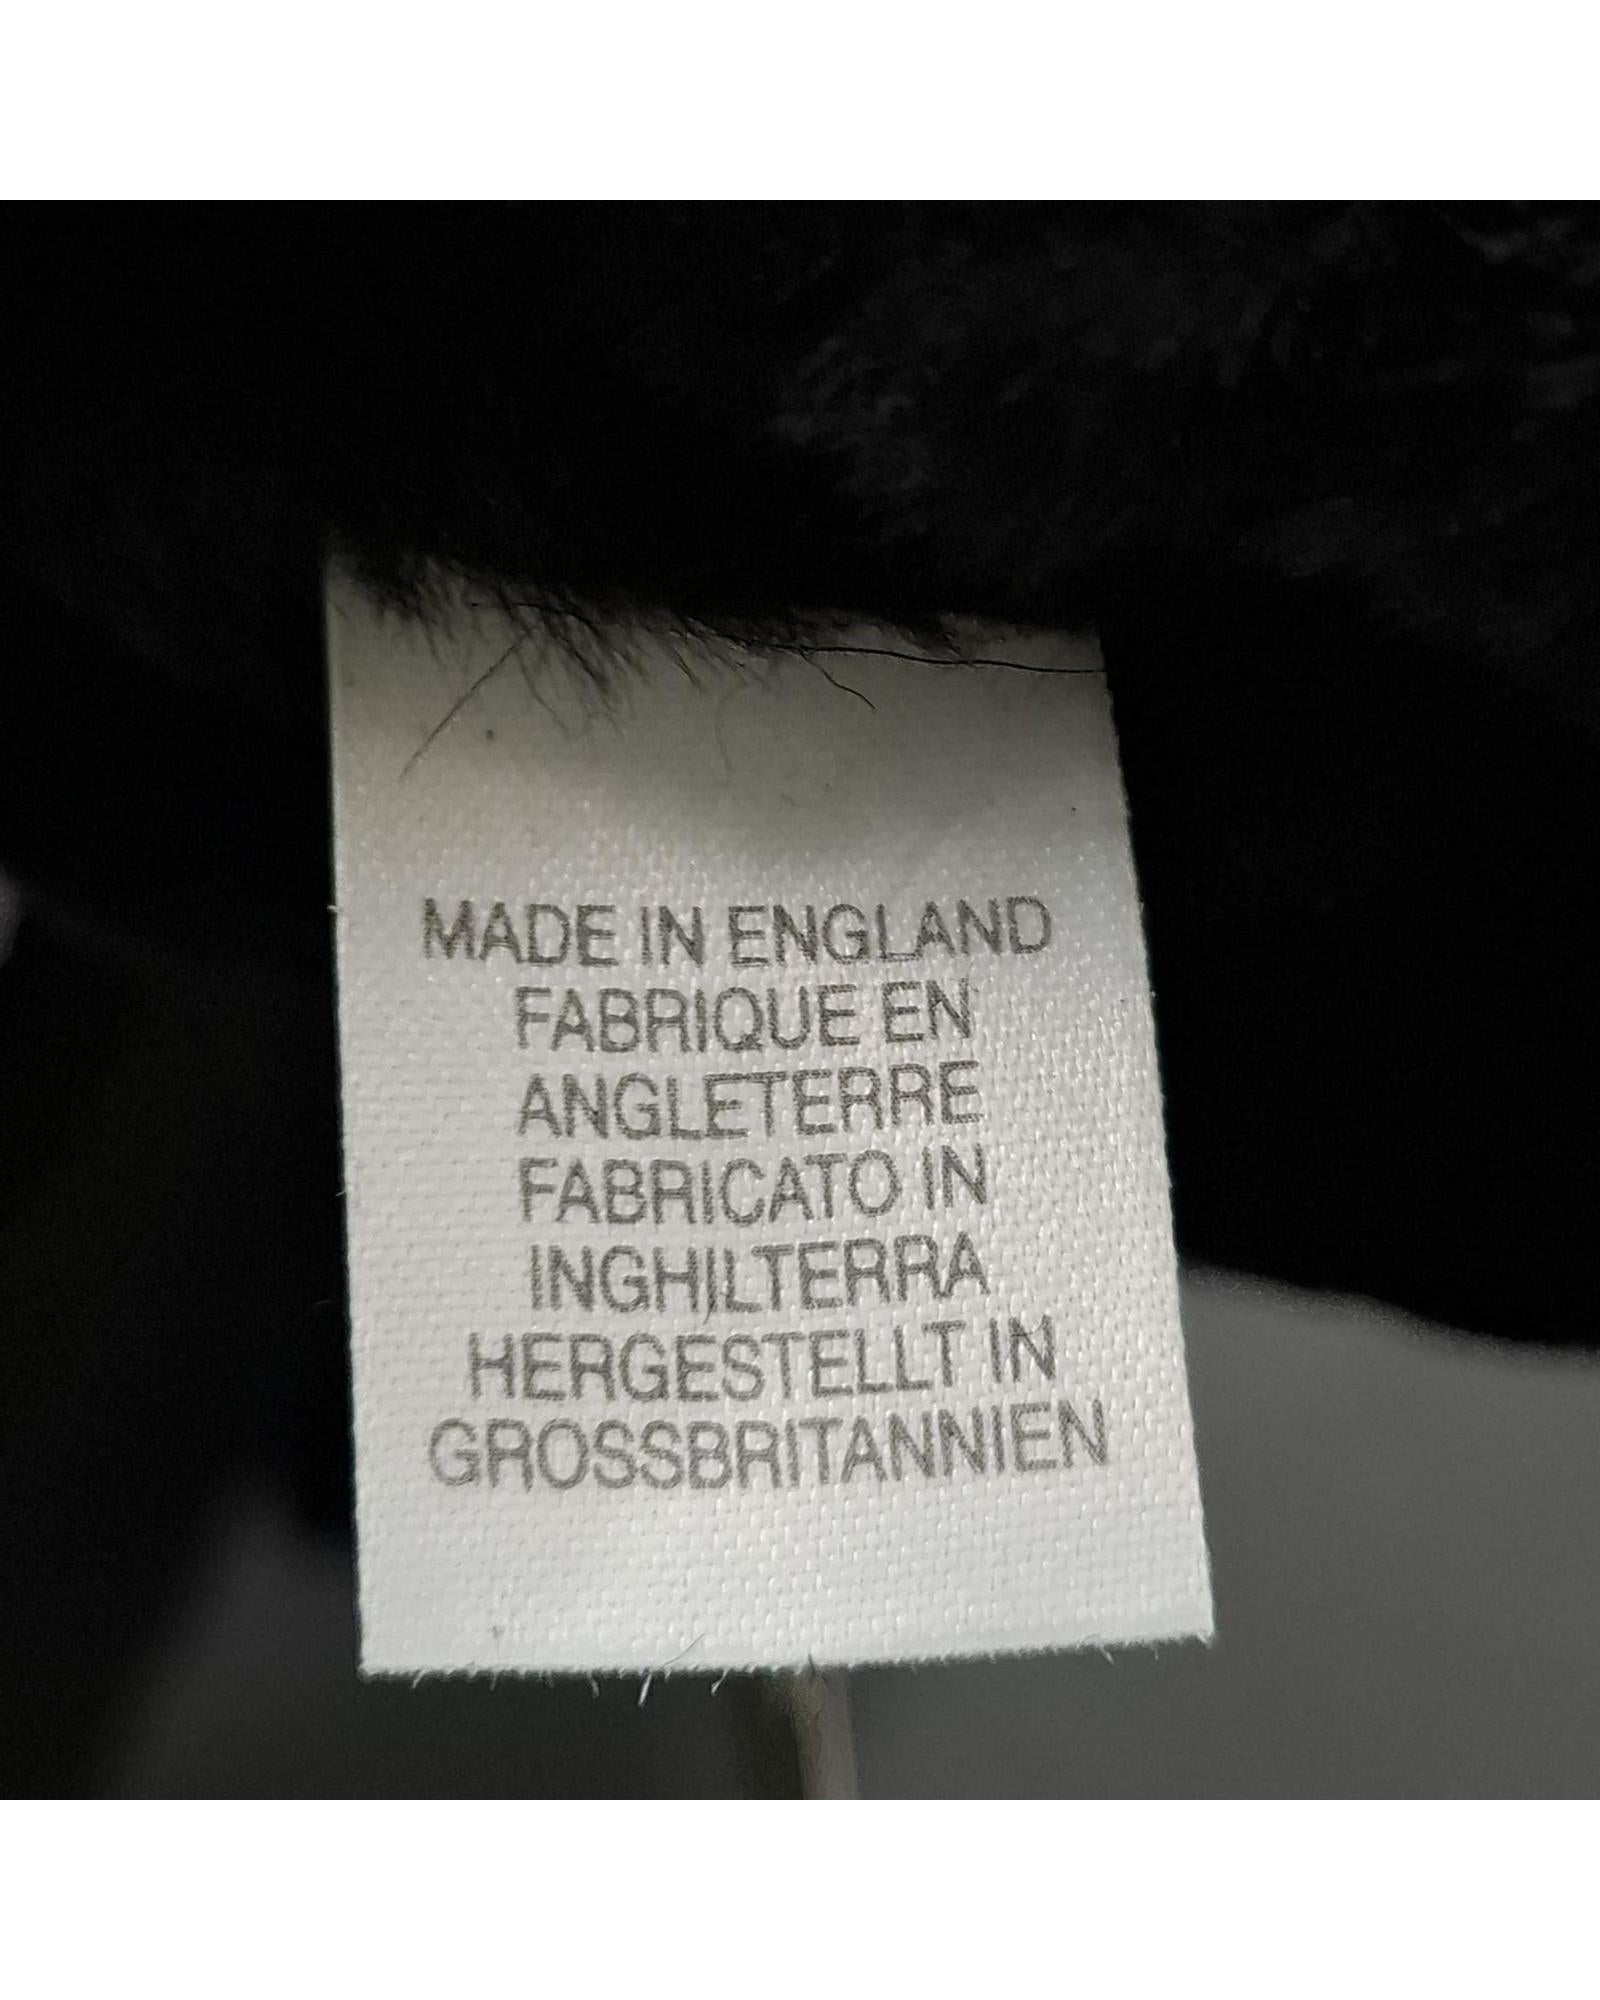 MADE IN ENGLAND
FABRIQUE EN
ANGLETERRE
FABRICATO IN
INGHILTERRA
HERGESTELLT IN
GROSSBRITANNIEN